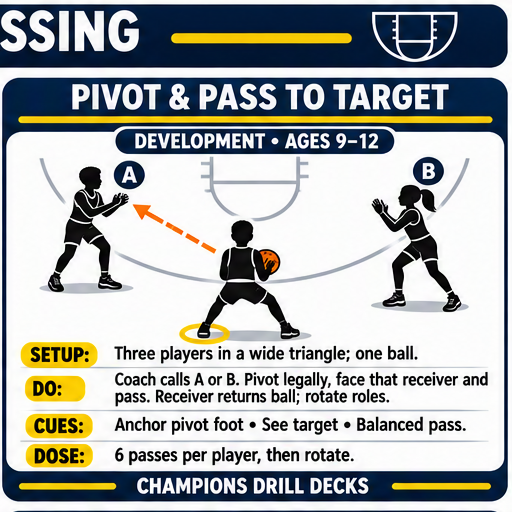 SSING
PIVOT & PASS TO TARGET
DEVELOPMENT • AGES 9–12
A
B
SETUP: Three players in a wide triangle; one ball.
DO: Coach calls A or B. Pivot legally, face that receiver and
pass. Receiver returns ball; rotate roles.
CUES: Anchor pivot foot • See target • Balanced pass.
DOSE: 6 passes per player, then rotate.
CHAMPIONS DRILL DECKS